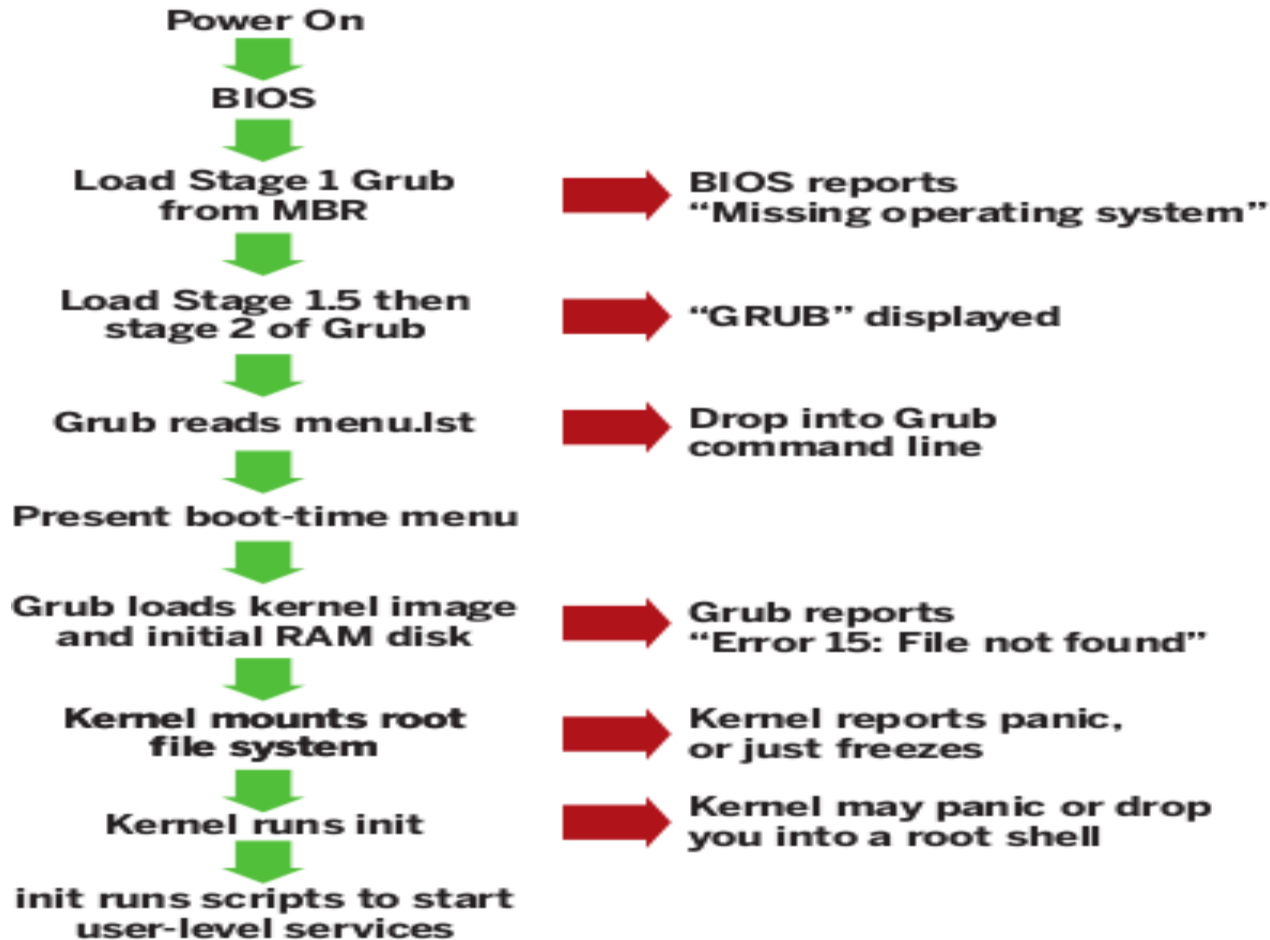 Power On
BIOS
Load Stage 1 Grub
from MBR
BIOS reports
“Missing operating system”
Load Stage 1.5 then
stage 2 of Grub
“GRUB” displayed
Grub reads menu.lst
Drop into Grub
command line
Present boot-time menu
Grub loads kernel image
and initial RAM disk
Grub reports
“Error 15: File not found”
Kernel mounts root
file system
Kernel reports panic,
or just freezes
Kernel runs init
Kernel may panic or drop
you into a root shell
init runs scripts to start
user-level services